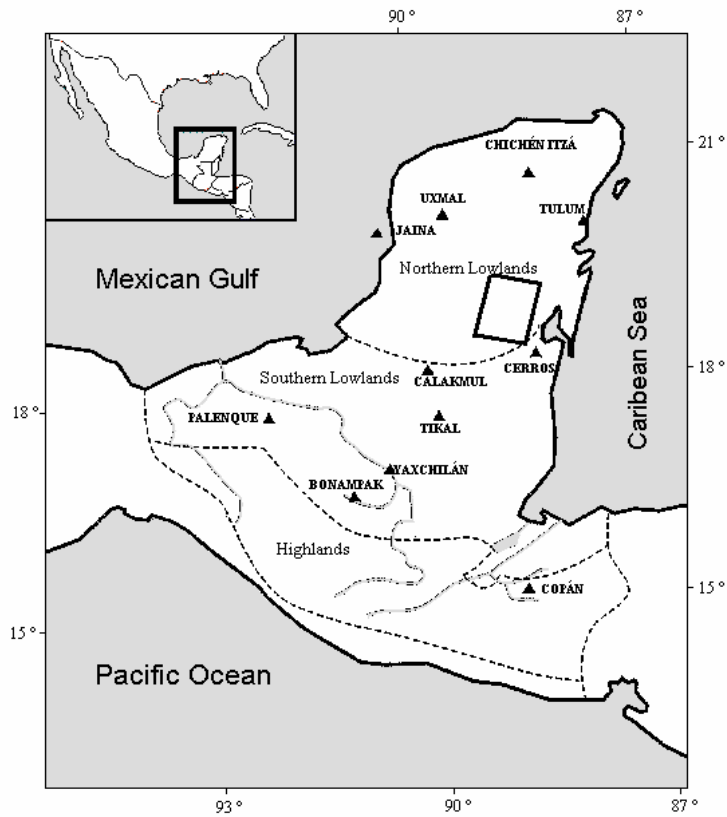 90 °
87 °
21 °
CHICHÉN ITZÁ
UXMAL
TULUM
JAINA
Northern Lowlands
Mexican Gulf
Caribean Sea
CERROS
18 °
Southern Lowlands
CALAKMUL
18 °
PALENQUE
TIKAL
YAXCHILÁN
BONAMPAK
Highlands
COPÁN
15 °
15 °
Pacific Ocean
93 °
90 °
87 °